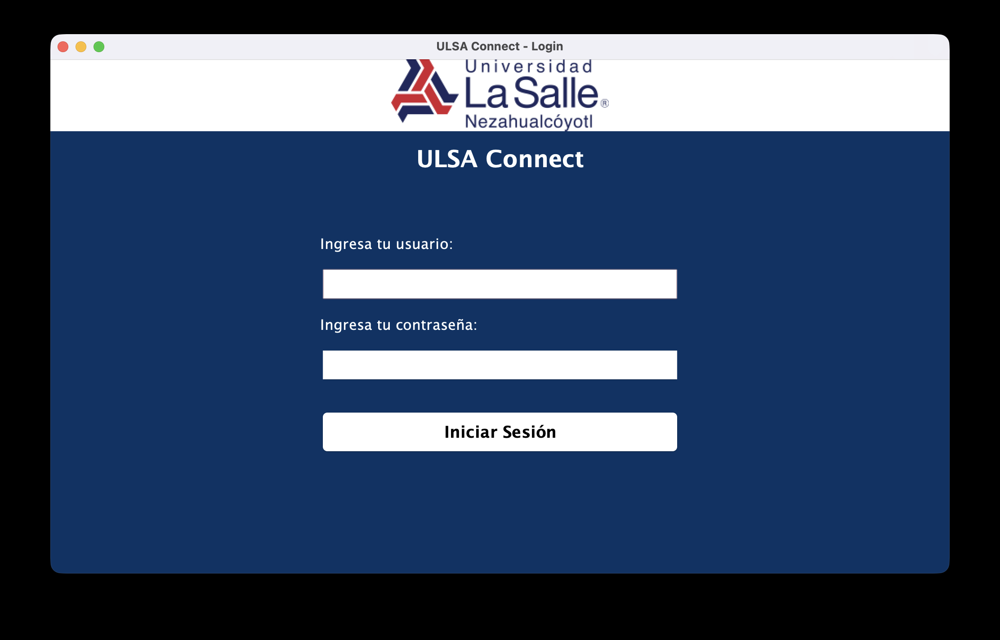 ULSA Connect - Login
Universidad
La Salle ®
Nezahualcóyotl
ULSA Connect
Ingresa tu usuario:
Ingresa tu contraseña:
Iniciar Sesión